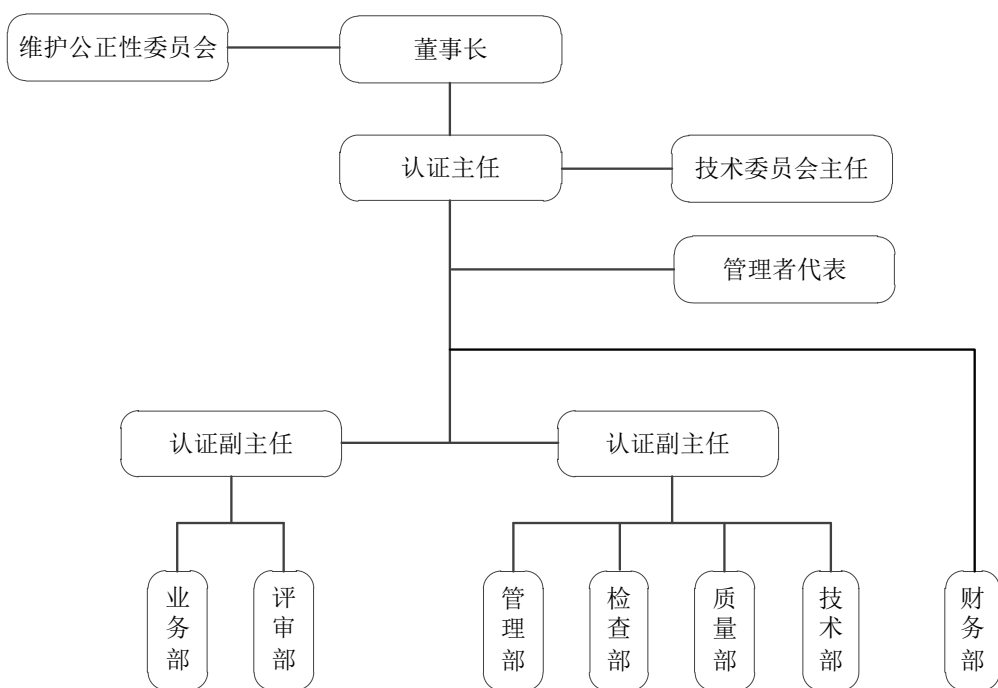 维护公正性委员会
董事长
认证主任
技术委员会主任
管理者代表
认证副主任
认证副主任
业务部
评审部
管理部
检查部
质量部
技术部
财务部